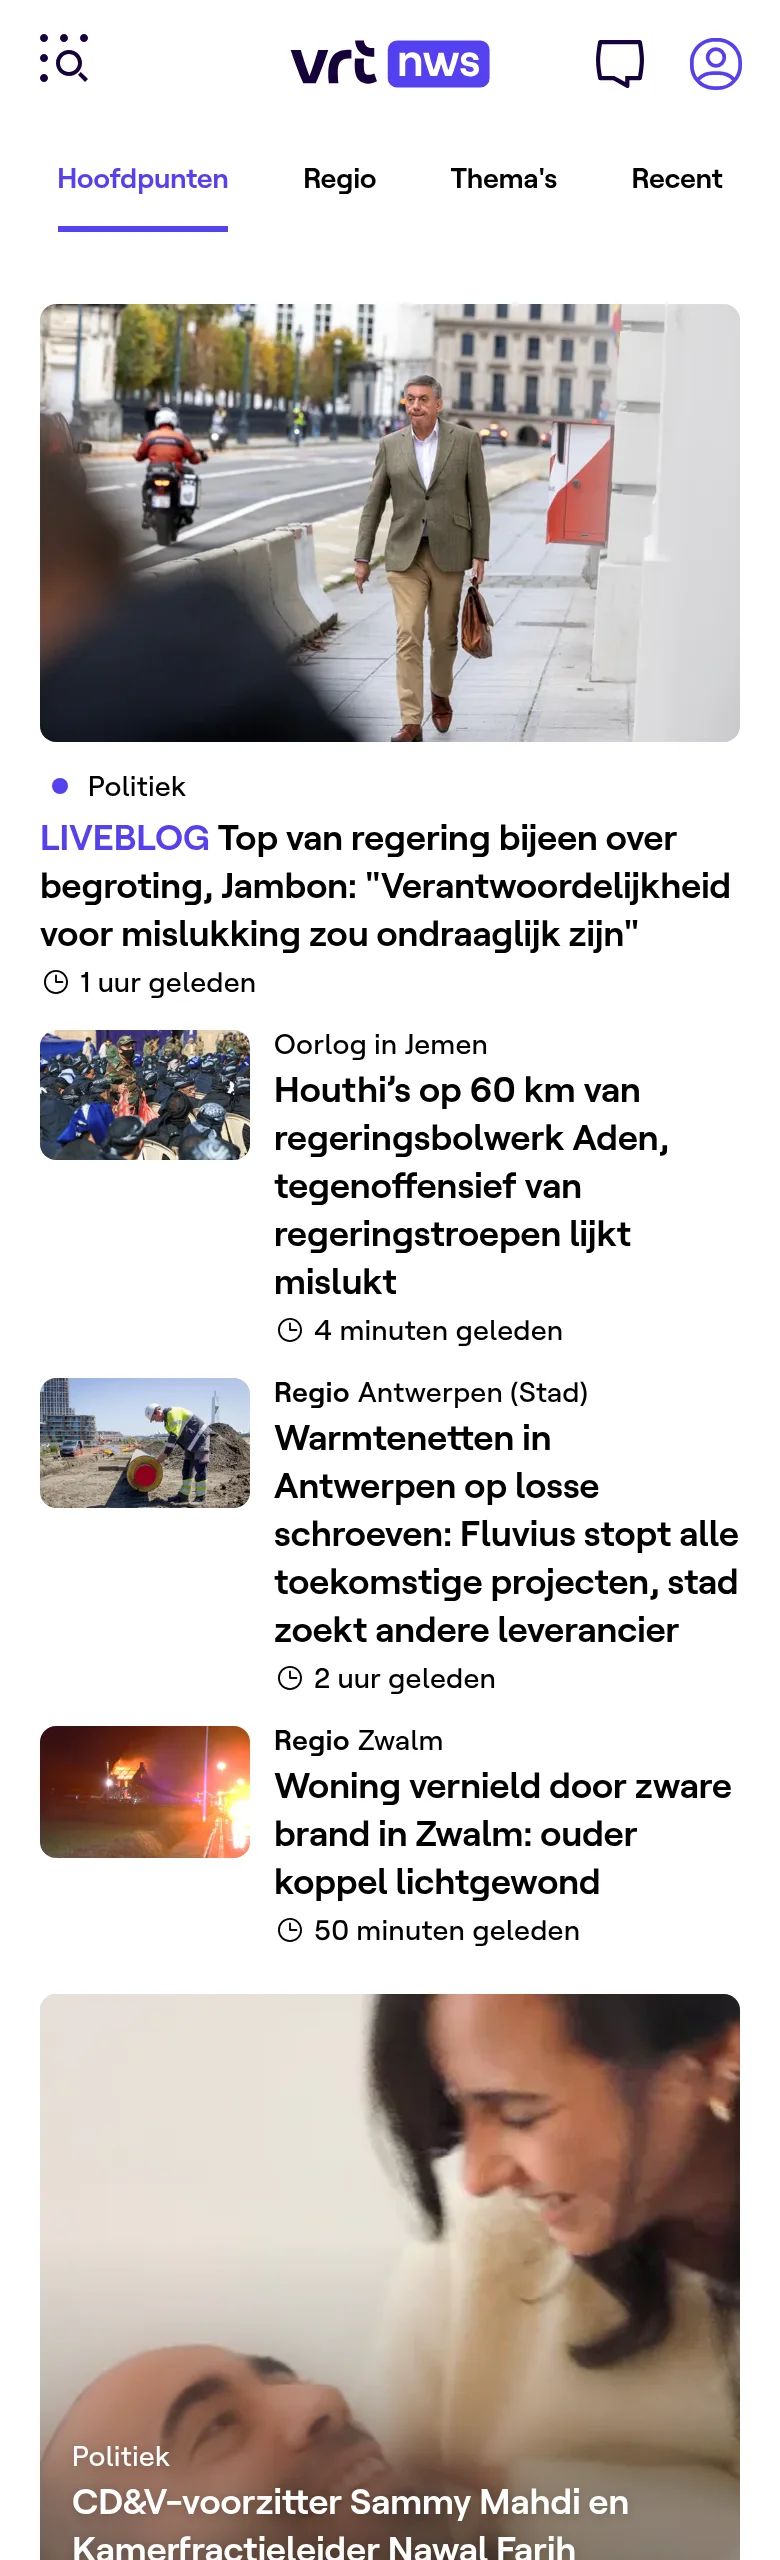 vrt nws
Hoofdpunten Regio Thema's Recent
Politiek
LIVEBLOG Top van regering bijeen over
begroting, Jambon: "Verantwoordelijkheid
voor mislukking zou ondraaglijk zijn"
1 uur geleden
Oorlog in Jemen
Houthi’s op 60 km van
regeringsbolwerk Aden,
tegenoffensief van
regeringstroepen lijkt
mislukt
4 minuten geleden
Regio Antwerpen (Stad)
Warmtenetten in
Antwerpen op losse
schroeven: Fluvius stopt alle
toekomstige projecten, stad
zoekt andere leverancier
2 uur geleden
Regio Zwalm
Woning vernield door zware
brand in Zwalm: ouder
koppel lichtgewond
50 minuten geleden
Politiek
CD&V-voorzitter Sammy Mahdi en
Kamerfractieleider Nawal Farih